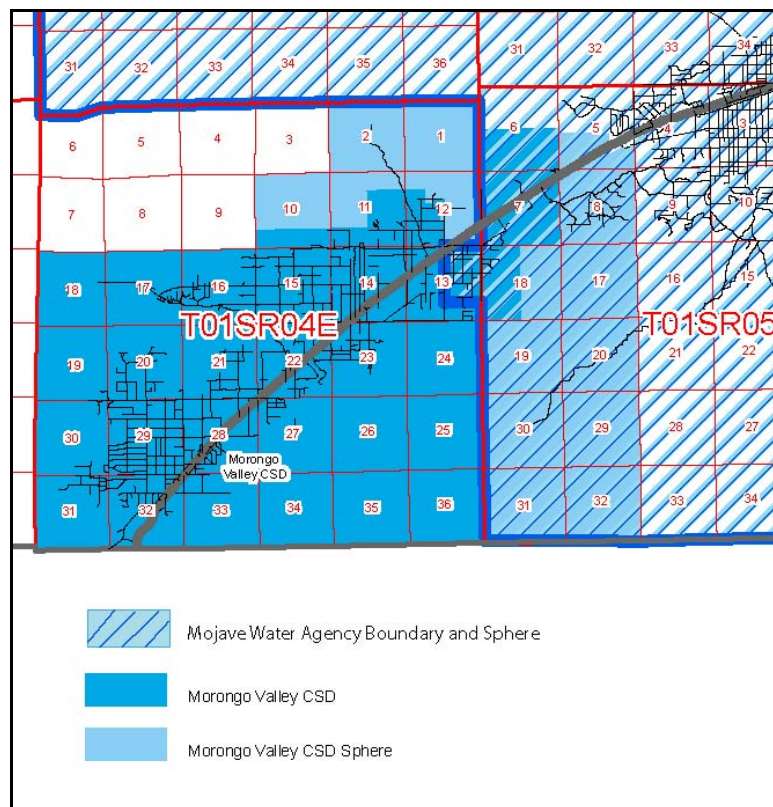 31 32 33 34 35 36 31 32 33 34
6 5 4 3 2 1 6 5 4 3
7 8 9 10 11 12 7 8 9 10
18 17 16 15 14 13 18 17 16 15
T01SR04E T01SR05
19 20 21 22 23 24 19 20 21 22
30 29 28 27 26 25 30 29 28 27
Morongo
Valley CSD
31 32 33 34 35 36 31 32 33 34
Mojave Water Agency Boundary and Sphere
Morongo Valley CSD
Morongo Valley CSD Sphere